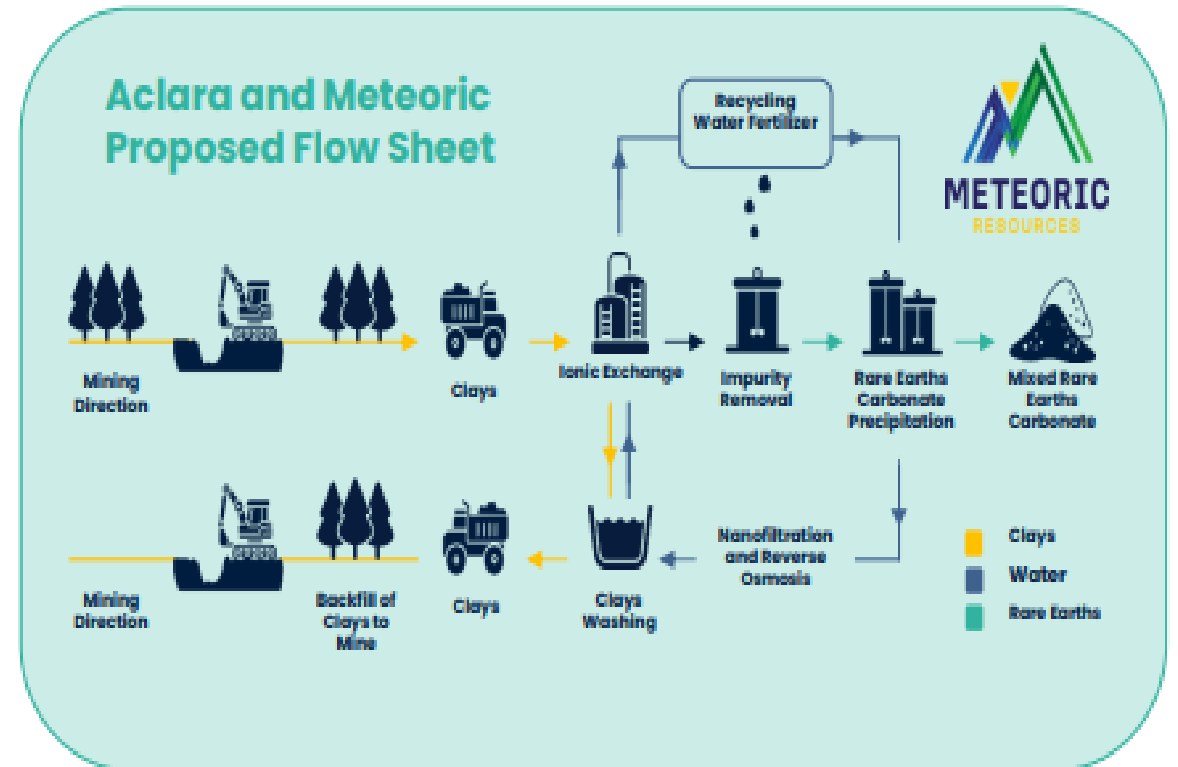 Aclara and Meteoric
Proposed Flow Sheet
Recycling
Water Fertilizer
METEORIC
RESOURCES
Mining
Direction
Clays
Ionic Exchange
Impurity
Removal
Rare Earths
Carbonate
Precipitation
Mixed Rare
Earths
Carbonate
Mining
Direction
Backfill of
Clays to
Mine
Clays
Clays
Washing
Nanofiltration
and Reverse
Osmosis
Clays
Water
Rare Earths